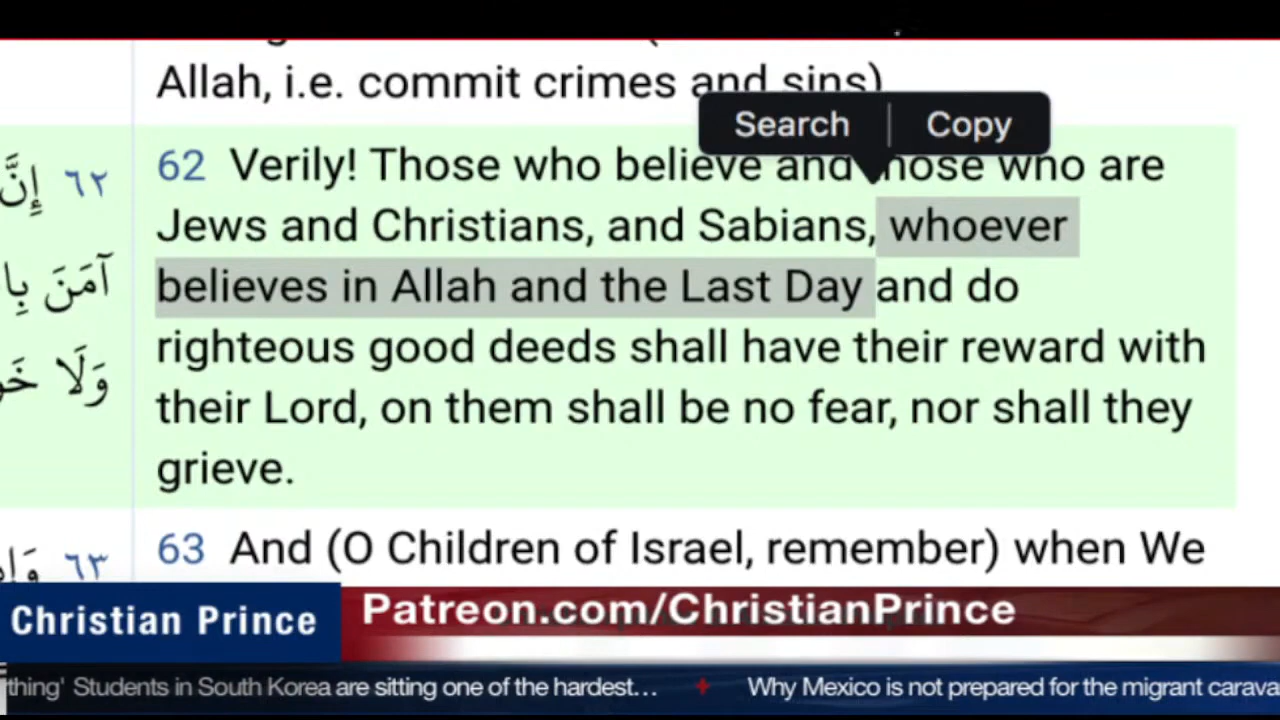 Allah, i.e. commit crimes and sins)
Search Copy
٦٢ إِنَّ
62 Verily! Those who believe and those who are
Jews and Christians, and Sabians, whoever
آمَنَ
believes in Allah and the Last Day and do
وَلَا
righteous good deeds shall have their reward with
their Lord, on them shall be no fear, nor shall they
grieve.
٦٣
63 And (O Children of Israel, remember) when We
Christian Prince
Patreon.com/ChristianPrince
thing' Students in South Korea are sitting one of the hardest... Why Mexico is not prepared for the migrant carava